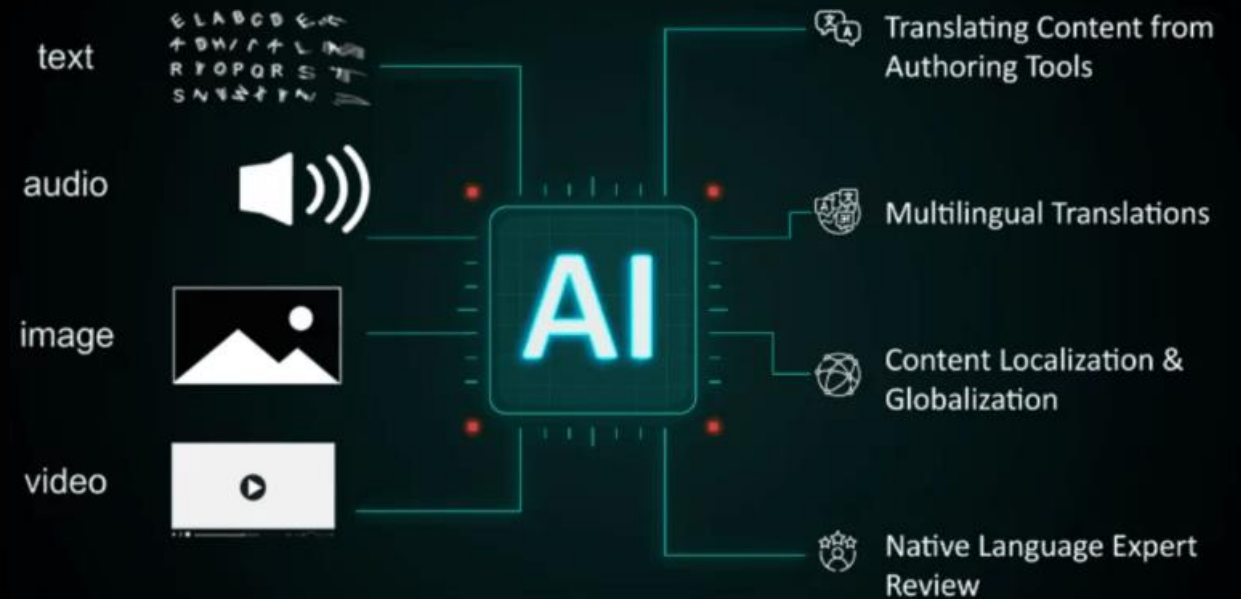 text
E L A B C D
R Y O P Q R S T
audio
image
video
AI
Translating Content from
Authoring Tools
Multilingual Translations
Content Localization &
Globalization
Native Language Expert
Review